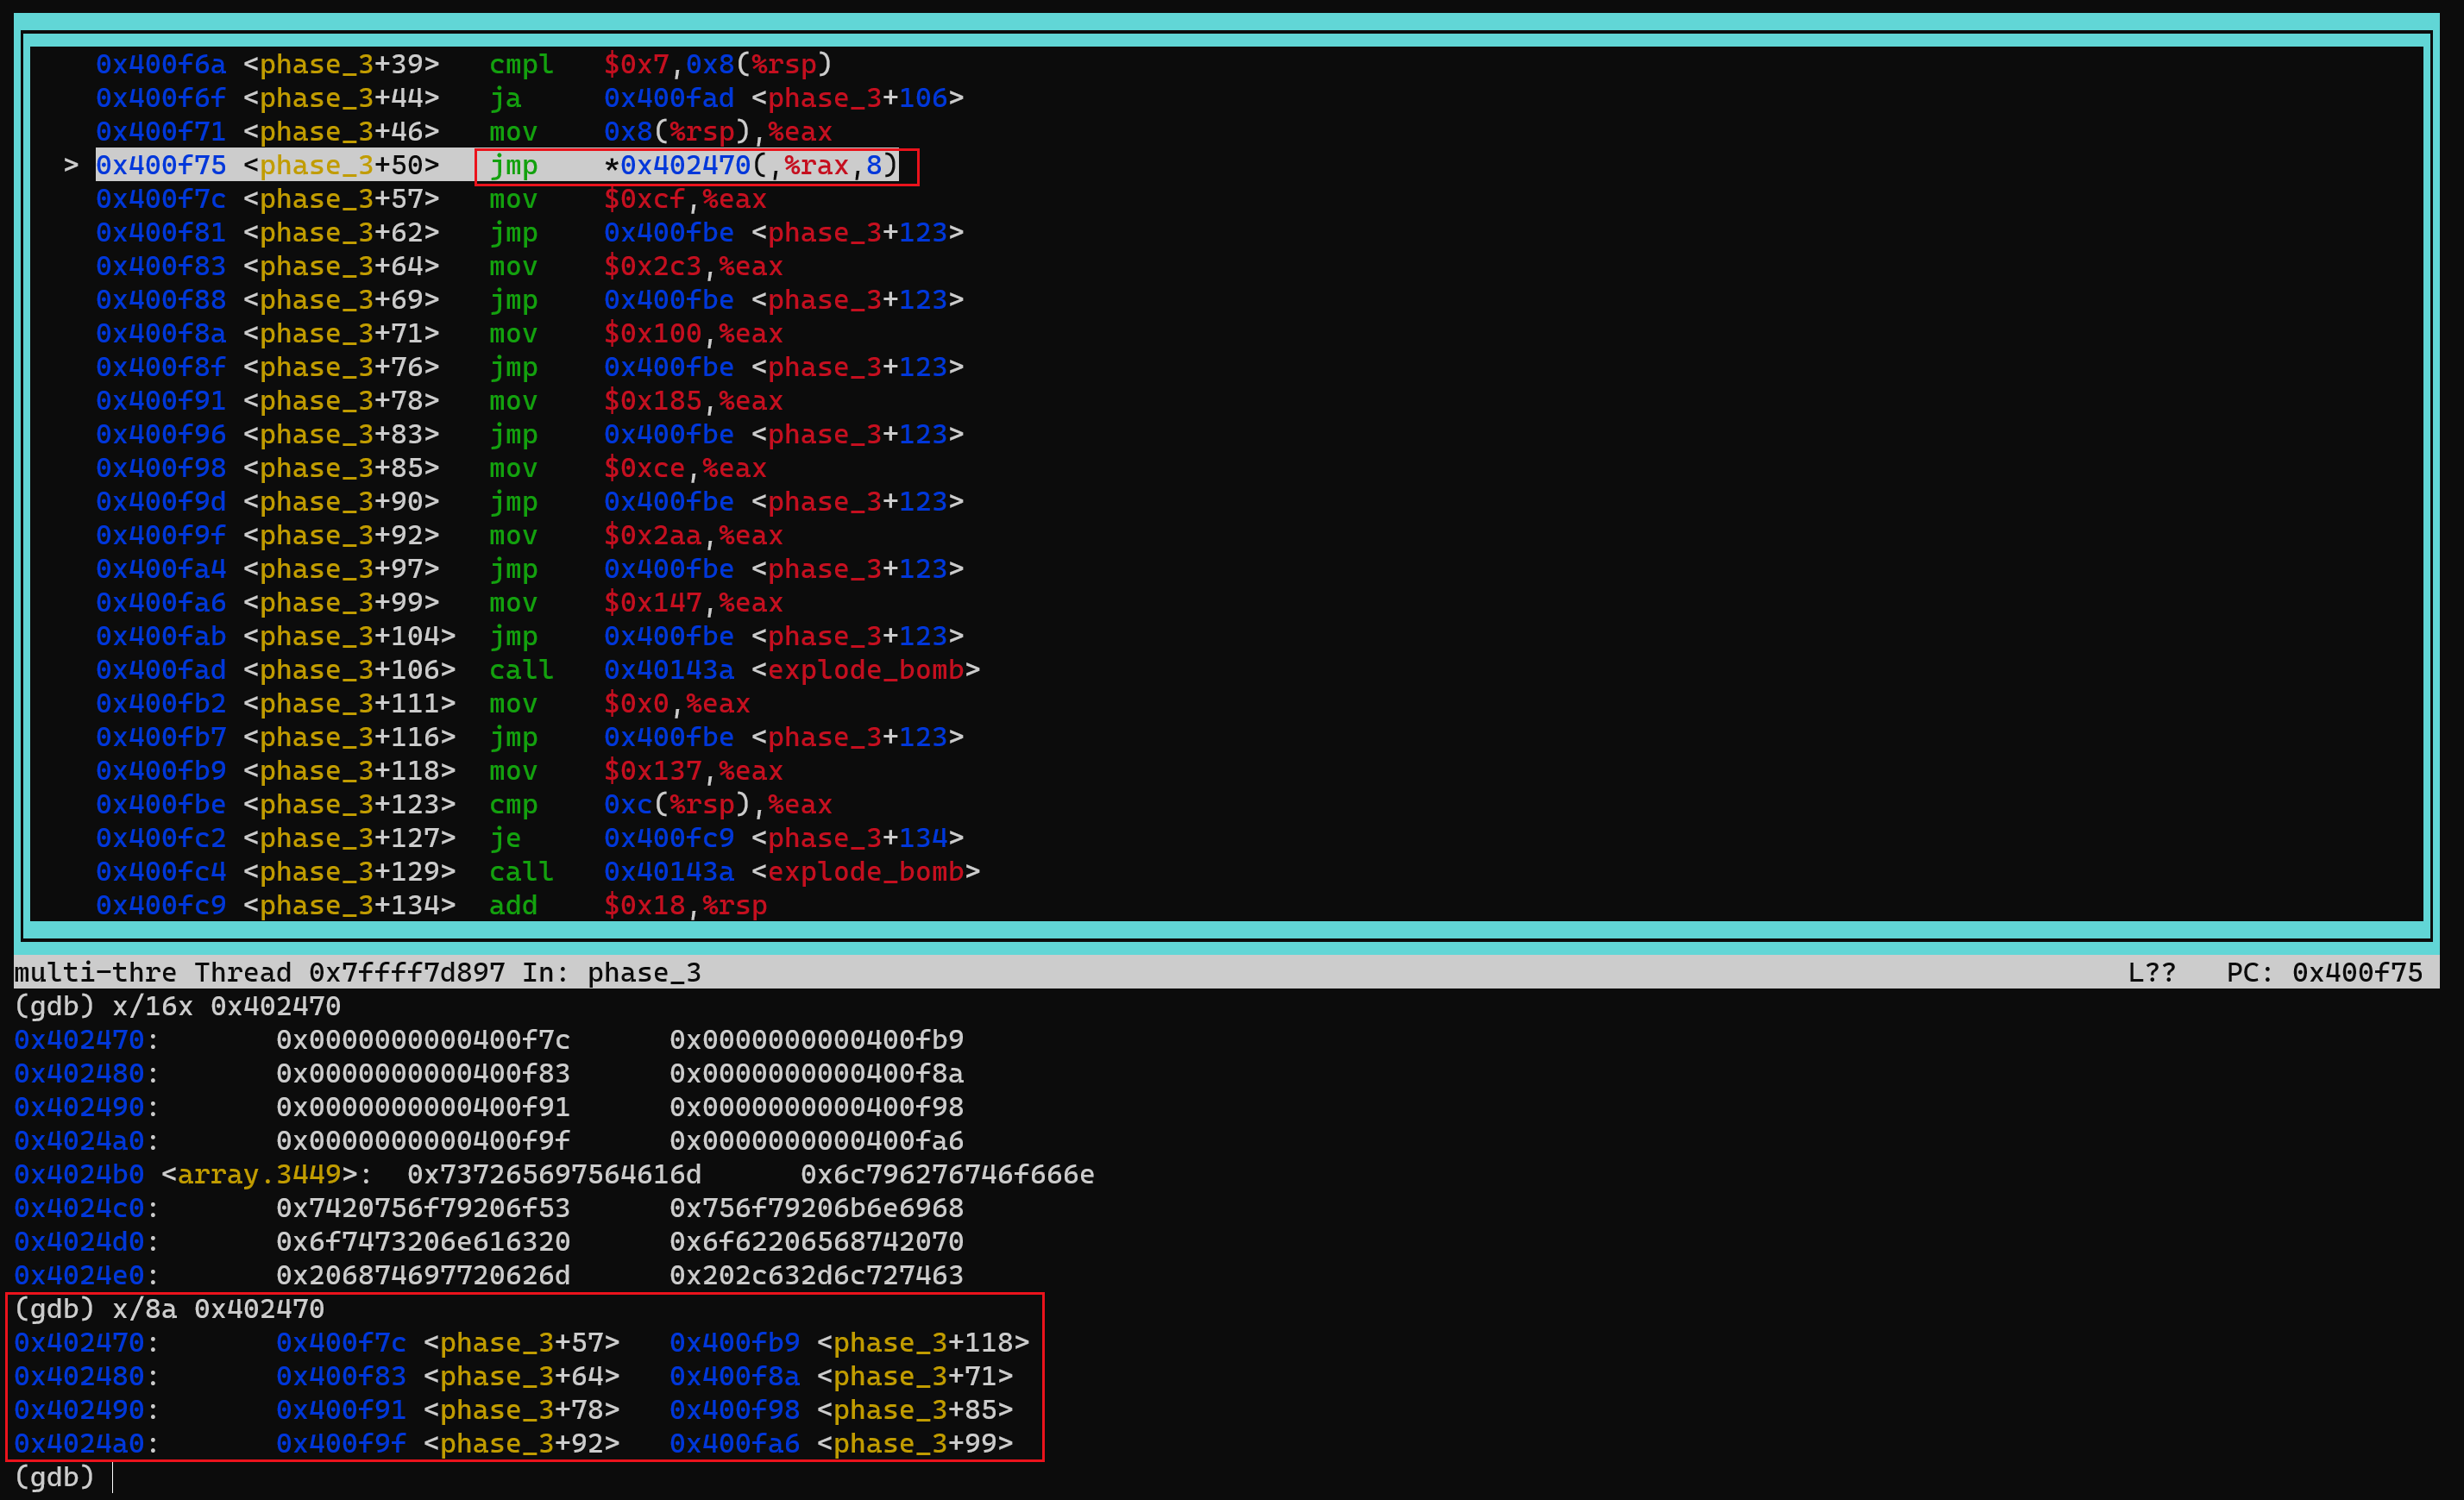 0x400f6a <phase_3+39>   cmpl   $0x7,0x8(%rsp)
0x400f6f <phase_3+44>   ja     0x400fad <phase_3+106>
0x400f71 <phase_3+46>   mov    0x8(%rsp),%eax
> 0x400f75 <phase_3+50>   jmp    *0x402470(,%rax,8)
0x400f7c <phase_3+57>   mov    $0xcf,%eax
0x400f81 <phase_3+62>   jmp    0x400fbe <phase_3+123>
0x400f83 <phase_3+64>   mov    $0x2c3,%eax
0x400f88 <phase_3+69>   jmp    0x400fbe <phase_3+123>
0x400f8a <phase_3+71>   mov    $0x100,%eax
0x400f8f <phase_3+76>   jmp    0x400fbe <phase_3+123>
0x400f91 <phase_3+78>   mov    $0x185,%eax
0x400f96 <phase_3+83>   jmp    0x400fbe <phase_3+123>
0x400f98 <phase_3+85>   mov    $0xce,%eax
0x400f9d <phase_3+90>   jmp    0x400fbe <phase_3+123>
0x400f9f <phase_3+92>   mov    $0x2aa,%eax
0x400fa4 <phase_3+97>   jmp    0x400fbe <phase_3+123>
0x400fa6 <phase_3+99>   mov    $0x147,%eax
0x400fab <phase_3+104>  jmp    0x400fbe <phase_3+123>
0x400fad <phase_3+106>  call   0x40143a <explode_bomb>
0x400fb2 <phase_3+111>  mov    $0x0,%eax
0x400fb7 <phase_3+116>  jmp    0x400fbe <phase_3+123>
0x400fb9 <phase_3+118>  mov    $0x137,%eax
0x400fbe <phase_3+123>  cmp    0xc(%rsp),%eax
0x400fc2 <phase_3+127>  je     0x400fc9 <phase_3+134>
0x400fc4 <phase_3+129>  call   0x40143a <explode_bomb>
0x400fc9 <phase_3+134>  add    $0x18,%rsp
multi-thre Thread 0x7ffff7d897 In: phase_3   L??   PC: 0x400f75
(gdb) x/16x 0x402470
0x402470:       0x0000000000400f7c      0x0000000000400fb9
0x402480:       0x0000000000400f83      0x0000000000400f8a
0x402490:       0x0000000000400f91      0x0000000000400f98
0x4024a0:       0x0000000000400f9f      0x0000000000400fa6
0x4024b0 <array.3449>:  0x737265697564616d      0x6c796276746f666e
0x4024c0:       0x7420756f79206f53      0x756f79206b6e6968
0x4024d0:       0x6f7473206e616320      0x6f62206568742070
0x4024e0:       0x206874697720626d      0x202c632d6c727463
(gdb) x/8a 0x402470
0x402470:       0x400f7c <phase_3+57>   0x400fb9 <phase_3+118>
0x402480:       0x400f83 <phase_3+64>   0x400f8a <phase_3+71>
0x402490:       0x400f91 <phase_3+78>   0x400f98 <phase_3+85>
0x4024a0:       0x400f9f <phase_3+92>   0x400fa6 <phase_3+99>
(gdb)